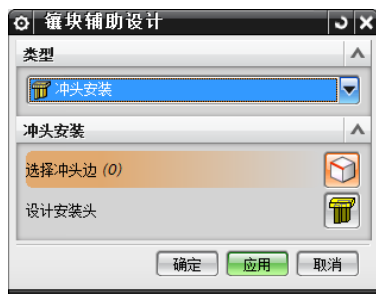 镶块辅助设计
类型
冲头安装
冲头安装
选择冲头边 (0)
设计安装头
确定 应用 取消